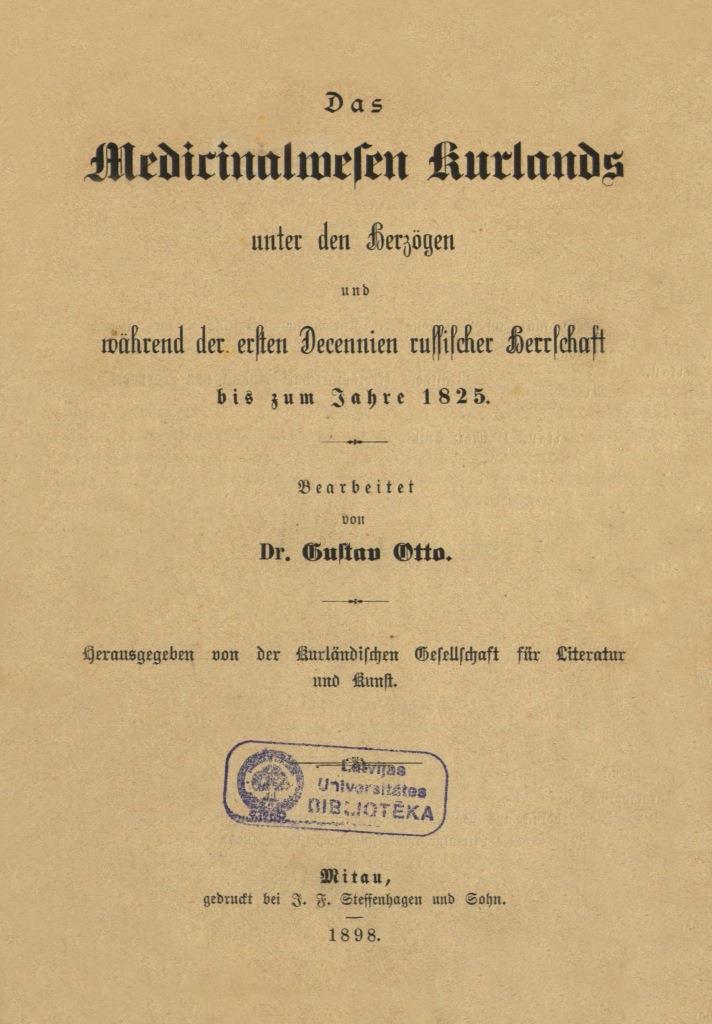 Das
Medicinalwesen Kurlands
unter den Herzögen
und
während der ersten Decennien russischer Herrschaft
bis zum Jahre 1825.
Bearbeitet
von
Dr. Gustav Otto.
Herausgegeben von der Kurländischen Gesellschaft für Literatur
und Kunst.
Latvijas
Universitātes
BIBLIOTĒKA
Mitau,
gedruckt bei J. F. Steffenhagen und Sohn.
1898.